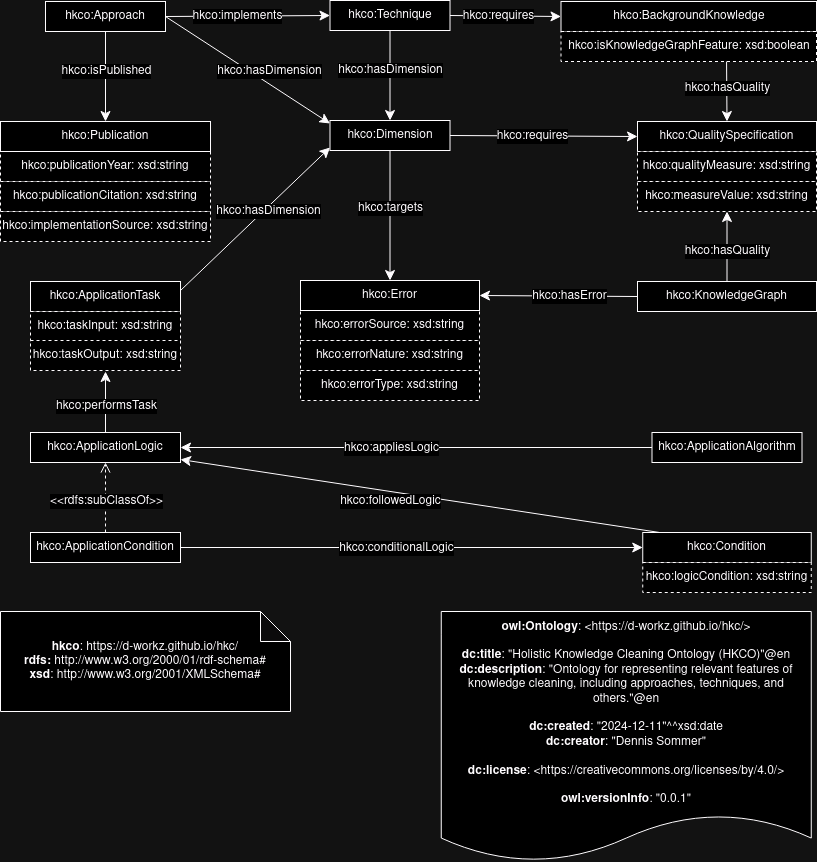 hkco:Approach
hkco:implements
hkco:Technique
hkco:requires
hkco:BackgroundKnowledge
hkco:isKnowledgeGraphFeature: xsd:boolean
hkco:isPublished
hkco:hasDimension
hkco:hasDimension
hkco:hasQuality
hkco:Publication
hkco:publicationYear: xsd:string
hkco:publicationCitation: xsd:string
hkco:implementationSource: xsd:string
hkco:Dimension
hkco:requires
hkco:QualitySpecification
hkco:qualityMeasure: xsd:string
hkco:measureValue: xsd:string
hkco:hasDimension
hkco:targets
hkco:hasQuality
hkco:ApplicationTask
hkco:taskInput: xsd:string
hkco:taskOutput: xsd:string
hkco:Error
hkco:errorSource: xsd:string
hkco:errorNature: xsd:string
hkco:errorType: xsd:string
hkco:hasError
hkco:KnowledgeGraph
hkco:performsTask
hkco:ApplicationLogic
hkco:appliesLogic
hkco:ApplicationAlgorithm
<<rdfs:subClassOf>>
hkco:followedLogic
hkco:ApplicationCondition
hkco:conditionalLogic
hkco:Condition
hkco:logicCondition: xsd:string
hkco: https://d-workz.github.io/hkc/
rdfs: http://www.w3.org/2000/01/rdf-schema#
xsd: http://www.w3.org/2001/XMLSchema#
owl:Ontology: <https://d-workz.github.io/hkc/>
dc:title: "Holistic Knowledge Cleaning Ontology (HKCO)"@en
dc:description: "Ontology for representing relevant features of
knowledge cleaning, including approaches, techniques, and
others."@en
dc:created: "2024-12-11"^^xsd:date
dc:creator: "Dennis Sommer"
dc:license: <https://creativecommons.org/licenses/by/4.0/>
owl:versionInfo: "0.0.1"